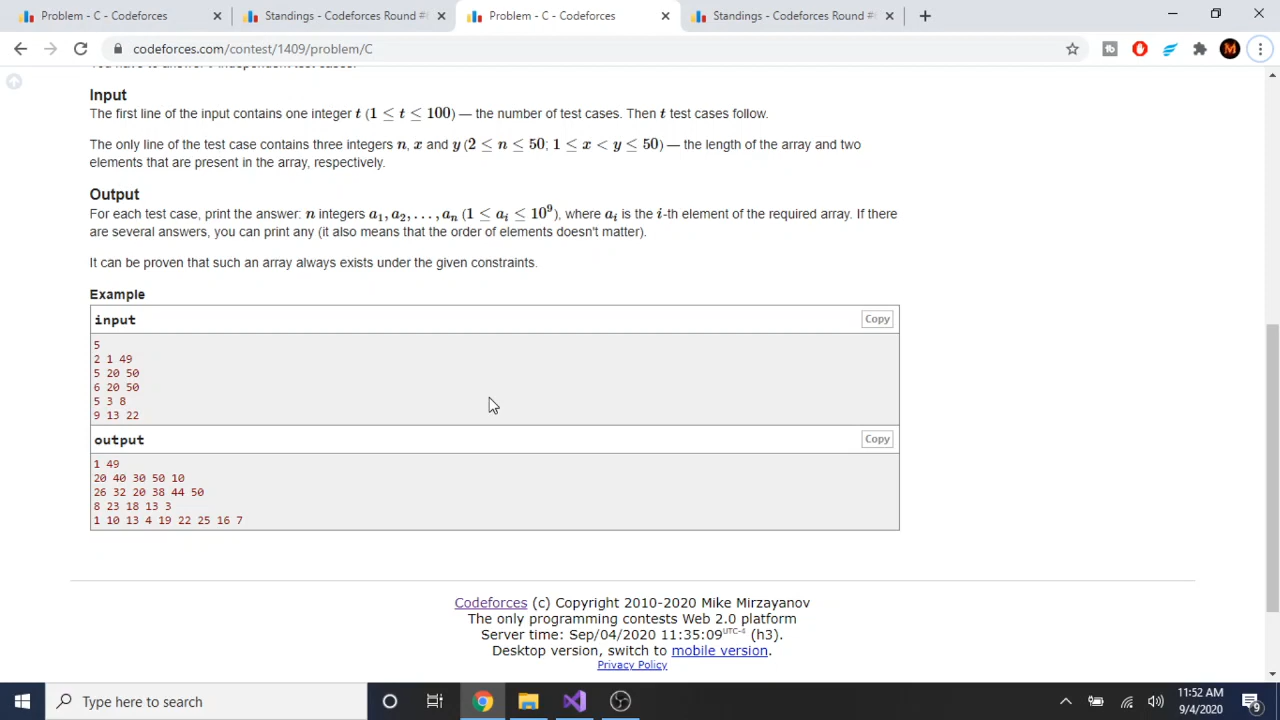 Problem - C - Codeforces
Standings - Codeforces Round #
Problem - C - Codeforces
Standings - Codeforces Round #
codeforces.com/contest/1409/problem/C
M
Input
The first line of the input contains one integer t (1 ≤ t ≤ 100) — the number of test cases. Then t test cases follow.
The only line of the test case contains three integers n, x and y (2 ≤ n ≤ 50; 1 ≤ x < y ≤ 50) — the length of the array and two
elements that are present in the array, respectively.
Output
For each test case, print the answer: n integers a1, a2, . . . , an (1 ≤ ai ≤ 10⁹), where ai is the i-th element of the required array. If there
are several answers, you can print any (it also means that the order of elements doesn't matter).
It can be proven that such an array always exists under the given constraints.
Example
input
Copy
5
2 1 49
5 20 50
6 20 50
5 3 8
9 13 22
output
Copy
1 49
20 40 30 50 10
26 32 20 38 44 50
8 23 18 13 3
1 10 13 4 19 22 25 16 7
Codeforces (c) Copyright 2010-2020 Mike Mirzayanov
The only programming contests Web 2.0 platform
Server time: Sep/04/2020 11:35:09 UTC-4 (h3).
Desktop version, switch to mobile version.
Privacy Policy
Type here to search
11:52 AM
9/4/2020
9